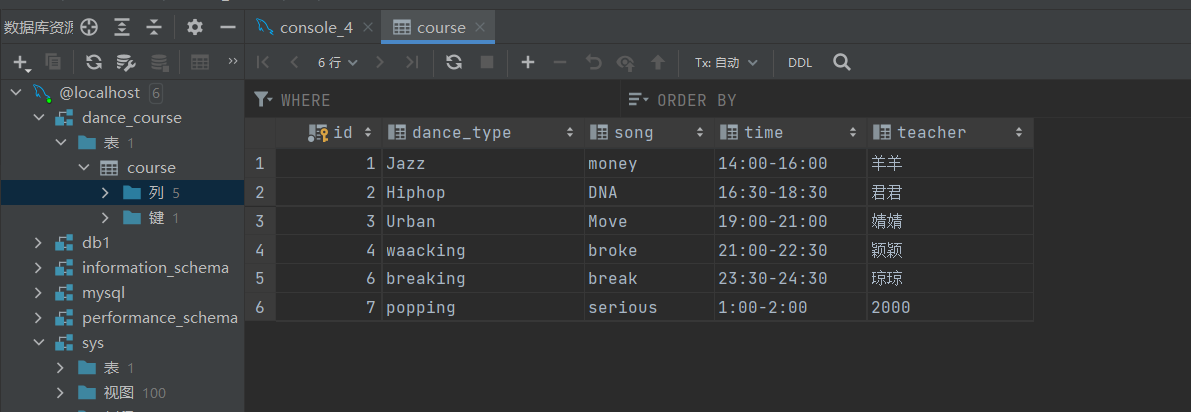 数据库资源
console_4
course
6 行
Tx: 自动
DDL
@localhost 6
WHERE
ORDER BY
dance_course
表 1
course
列 5
键 1
db1
information_schema
mysql
performance_schema
sys
表 1
视图 100
id dance_type song time teacher
1 1 Jazz money 14:00-16:00 羊羊
2 2 Hiphop DNA 16:30-18:30 君君
3 3 Urban Move 19:00-21:00 婧婧
4 4 waacking broke 21:00-22:30 颖颖
5 6 breaking break 23:30-24:30 琼琼
6 7 popping serious 1:00-2:00 2000